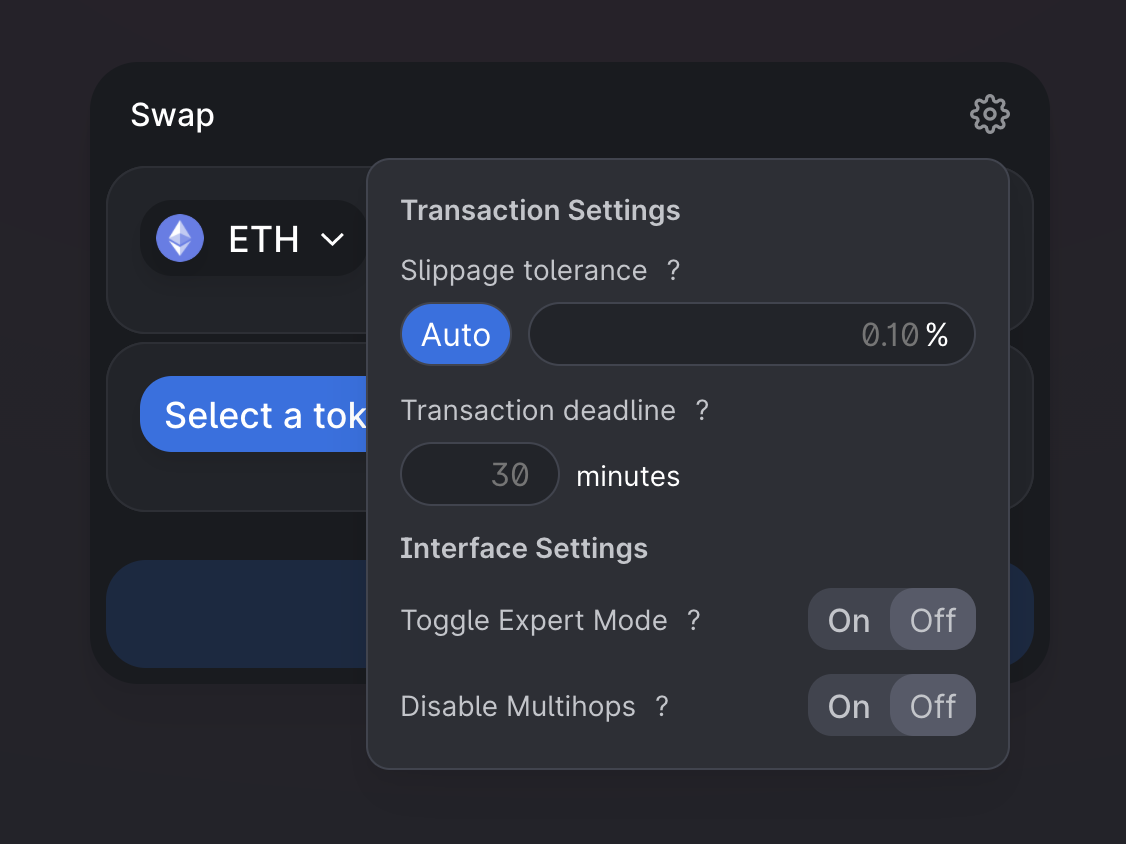 Swap
ETH
Select a tok
Transaction Settings
Slippage tolerance ?
Auto 0.10 %
Transaction deadline ?
30 minutes
Interface Settings
Toggle Expert Mode ? On Off
Disable Multihops ? On Off